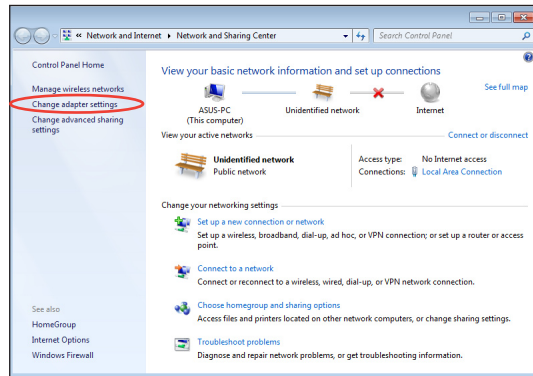 « Network and Internet ▸ Network and Sharing Center
Search Control Panel
Control Panel Home
Manage wireless networks
Change adapter settings
Change advanced sharing
settings
See also
HomeGroup
Internet Options
Windows Firewall
View your basic network information and set up connections
See full map
ASUS-PC
(This computer)
Unidentified network
Internet
View your active networks
Connect or disconnect
Unidentified network
Public network
Access type: No Internet access
Connections: Local Area Connection
Change your networking settings
Set up a new connection or network
Set up a wireless, broadband, dial-up, ad hoc, or VPN connection; or set up a router or access
point.
Connect to a network
Connect or reconnect to a wireless, wired, dial-up, or VPN network connection.
Choose homegroup and sharing options
Access files and printers located on other network computers, or change sharing settings.
Troubleshoot problems
Diagnose and repair network problems, or get troubleshooting information.